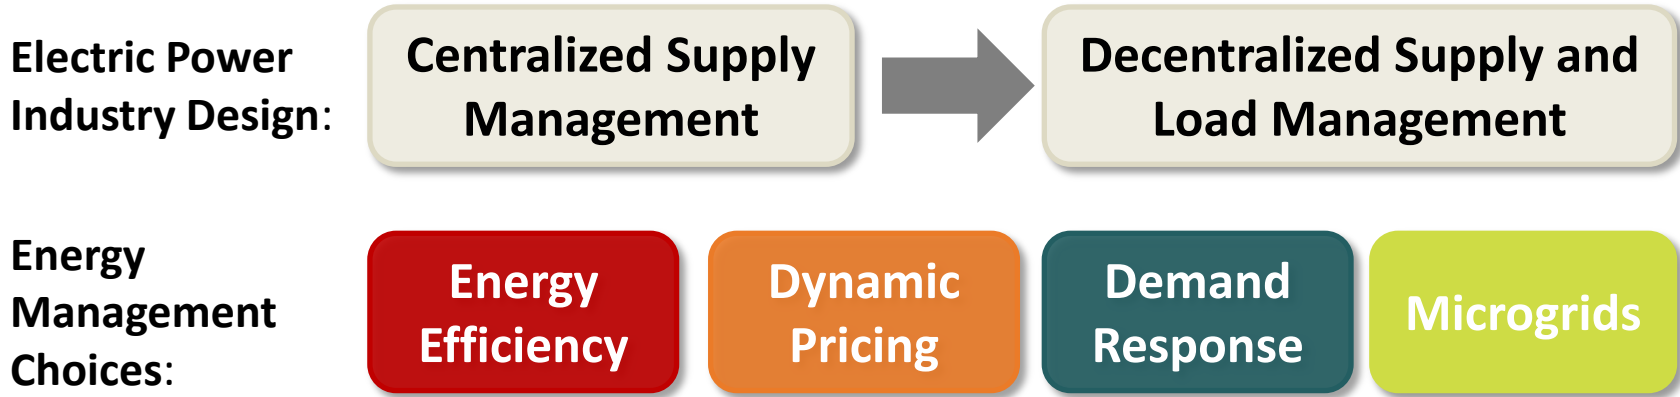 Electric Power
Industry Design:
Centralized Supply
Management
Decentralized Supply and
Load Management
Energy
Management
Choices:
Energy
Efficiency
Dynamic
Pricing
Demand
Response
Microgrids